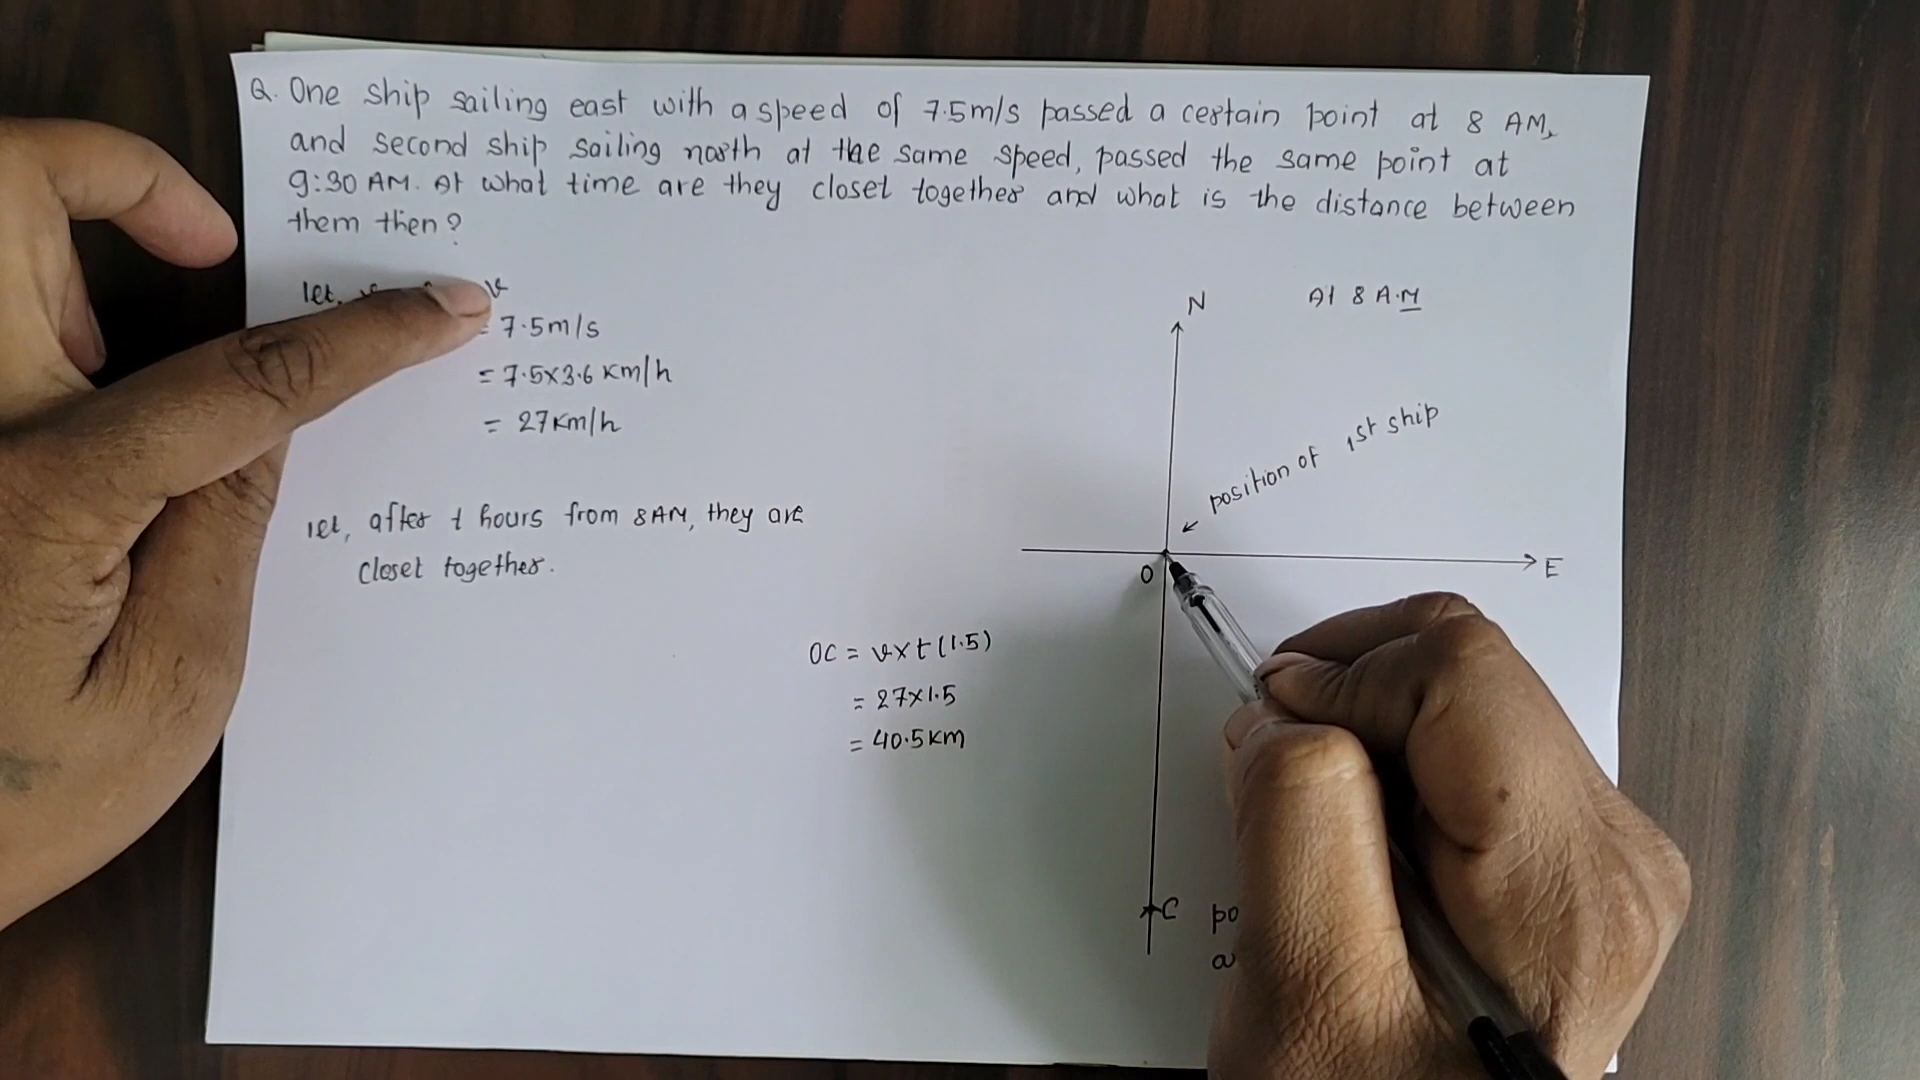 Q. One ship sailing east with a speed of 7.5m/s passed a certain point at 8 AM,
and second ship sailing north at the same speed, passed the same point at
9:30 AM. At what time are they closet together and what is the distance between
them then?
let, v
= 7.5m/s
= 7.5×3.6 km/h
= 27km/h
let, after t hours from 8AM, they are
closet together.
OC = v×t(1.5)
= 27×1.5
= 40.5km
At 8 A.M
N
position of 1st ship
O
E
C